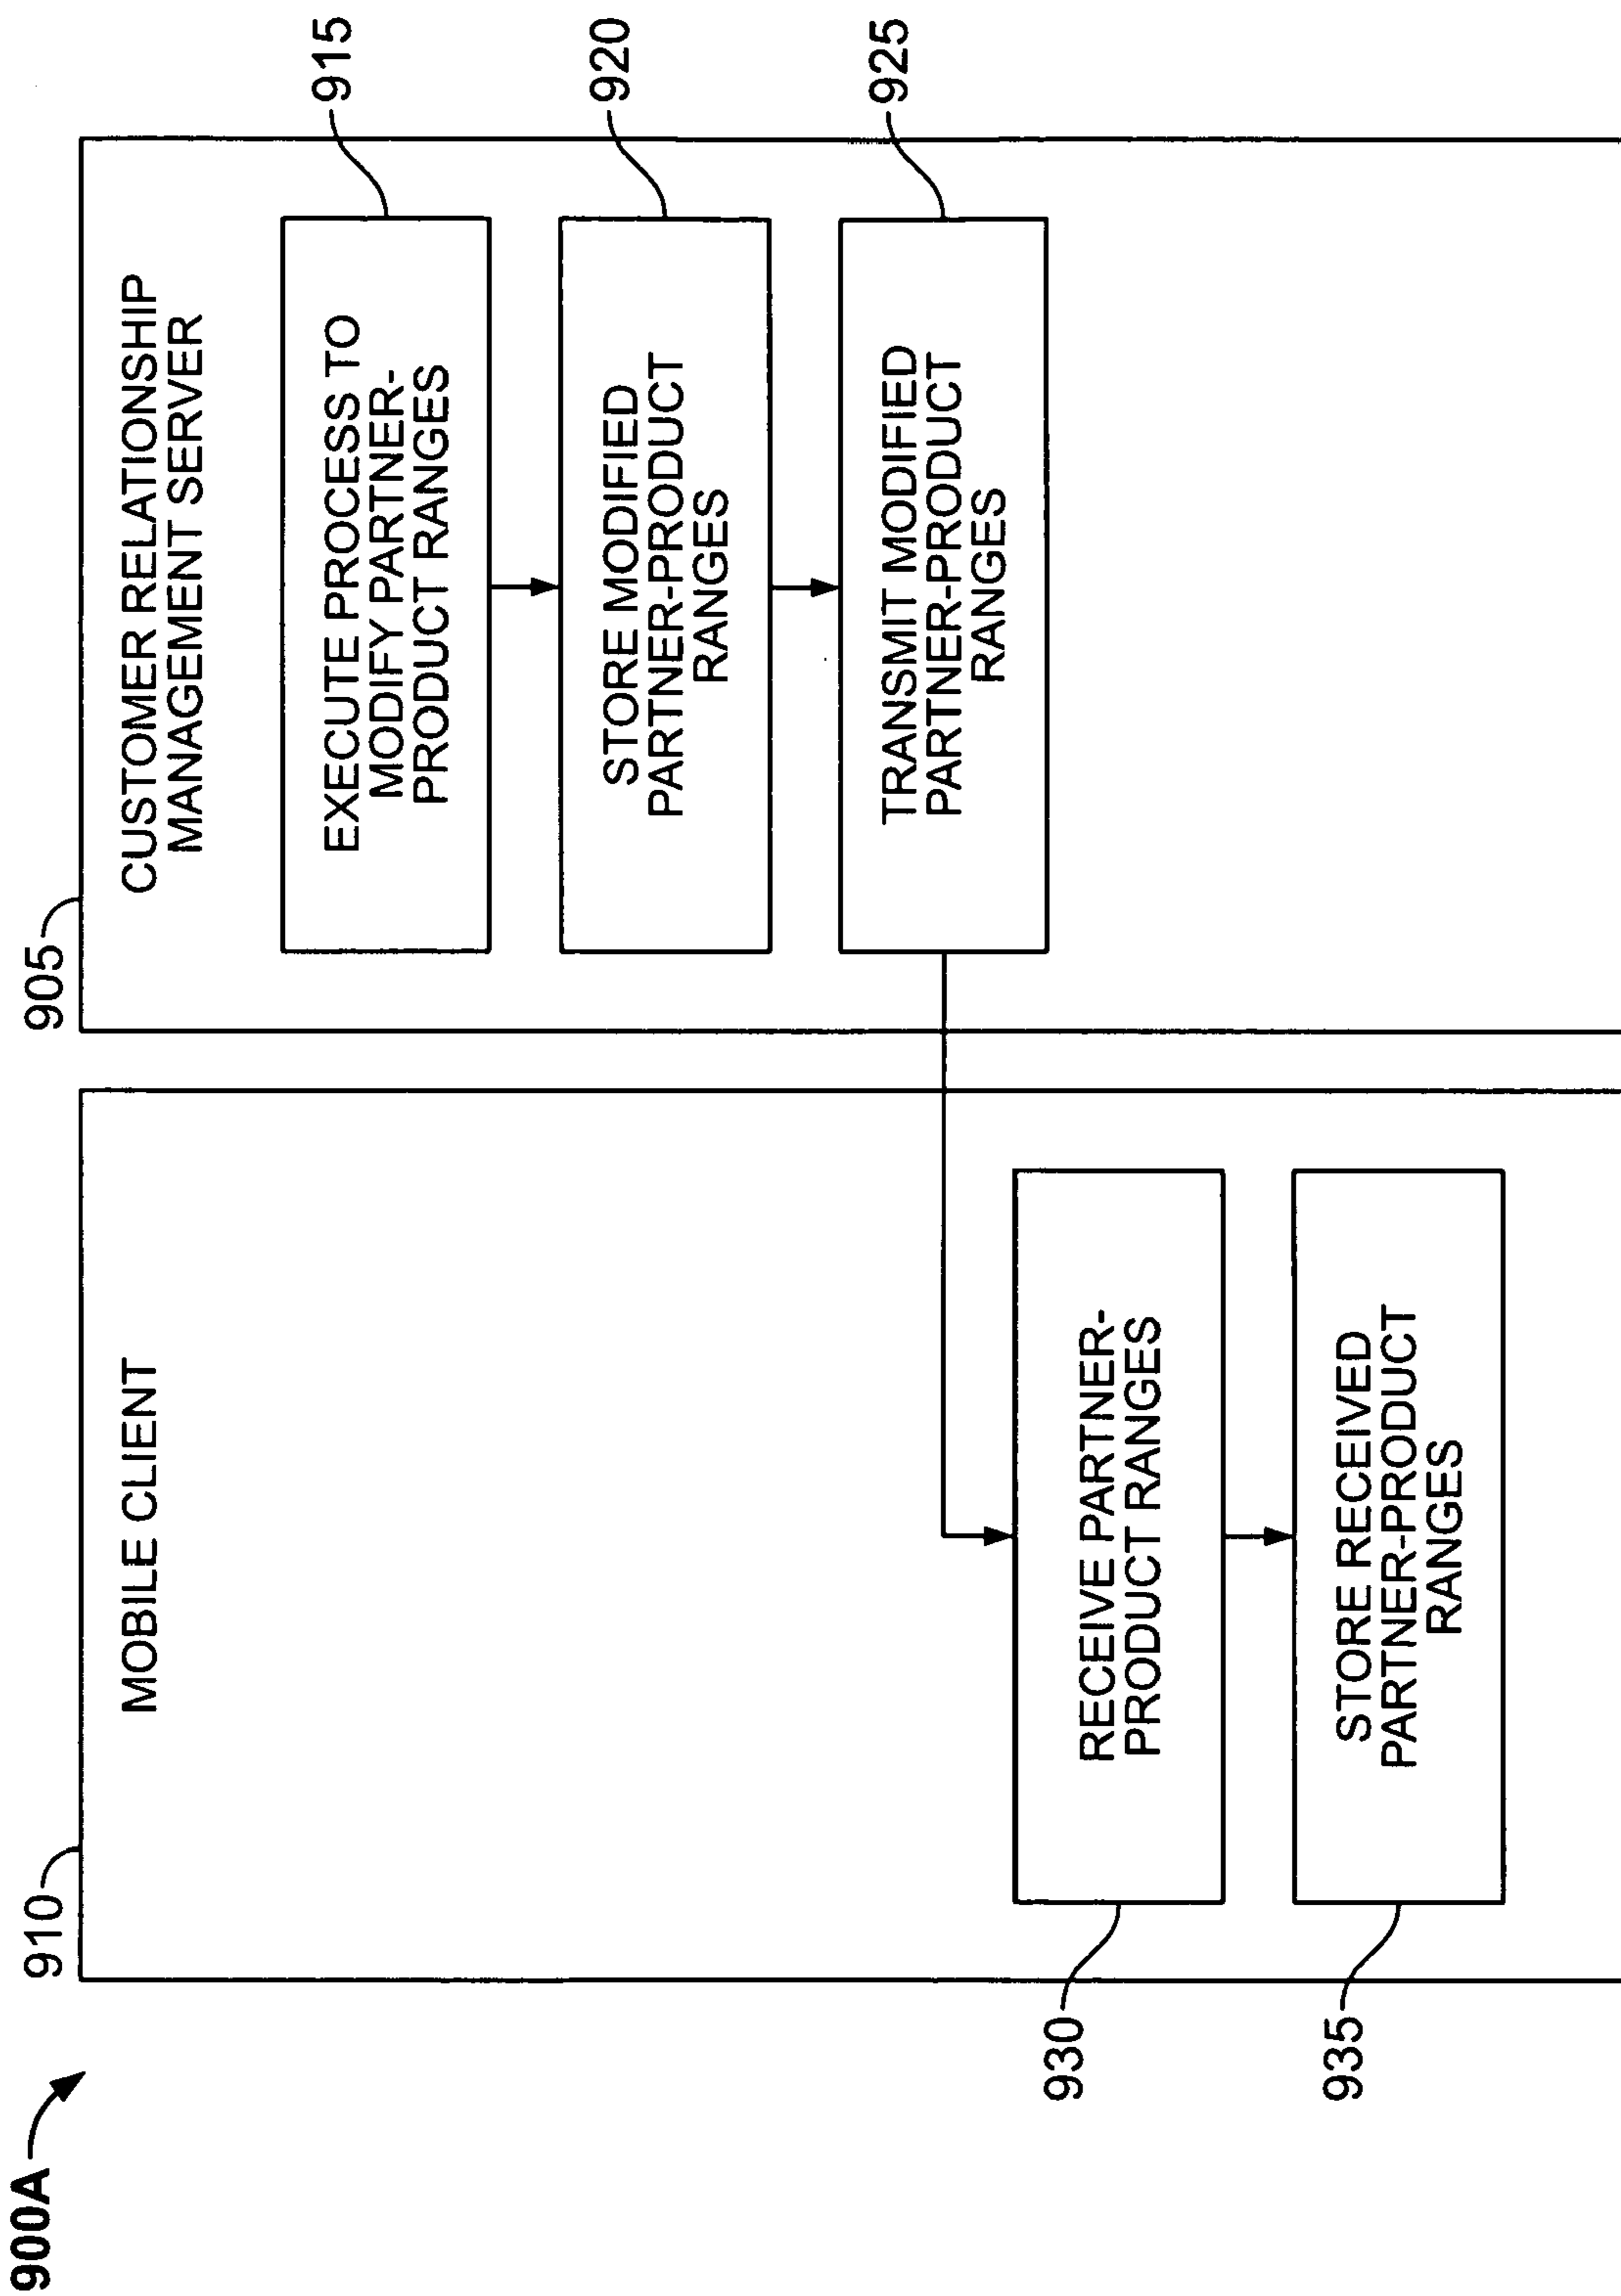 900A
910
MOBILE CLIENT
930
RECEIVE PARTNER-
PRODUCT RANGES
935
STORE RECEIVED
PARTNER-PRODUCT
RANGES
905
CUSTOMER RELATIONSHIP
MANAGEMENT SERVER
EXECUTE PROCESS TO
MODIFY PARTNER-
PRODUCT RANGES
915
STORE MODIFIED
PARTNER-PRODUCT
RANGES
920
TRANSMIT MODIFIED
PARTNER-PRODUCT
RANGES
925